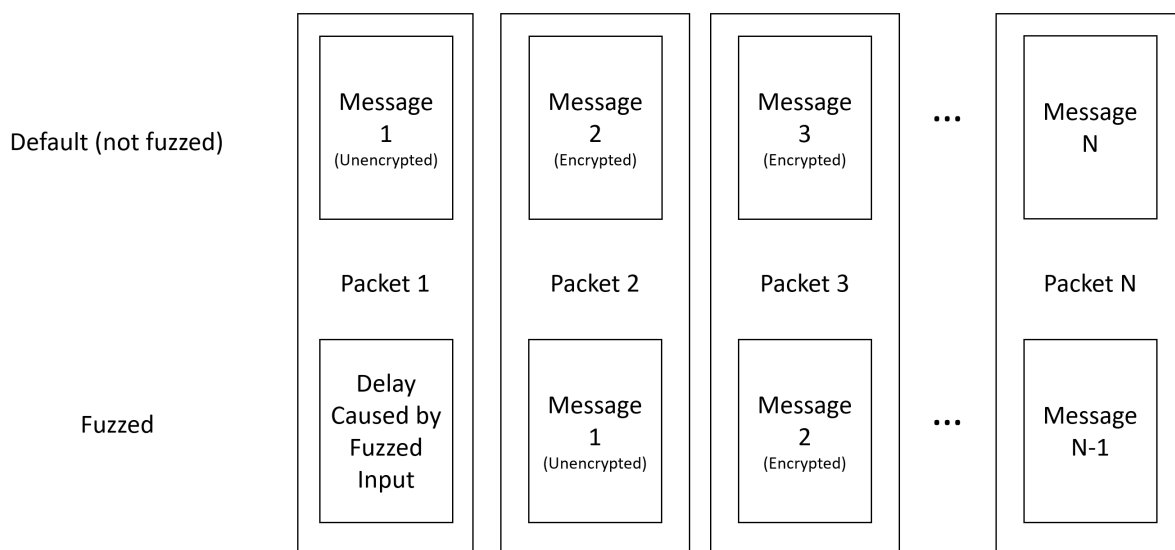 Default (not fuzzed)
Message
1
(Unencrypted)
Message
2
(Encrypted)
Message
3
(Encrypted)
...
Message
N
Packet 1
Packet 2
Packet 3
Packet N
Fuzzed
Delay
Caused by
Fuzzed
Input
Message
1
(Unencrypted)
Message
2
(Encrypted)
...
Message
N-1